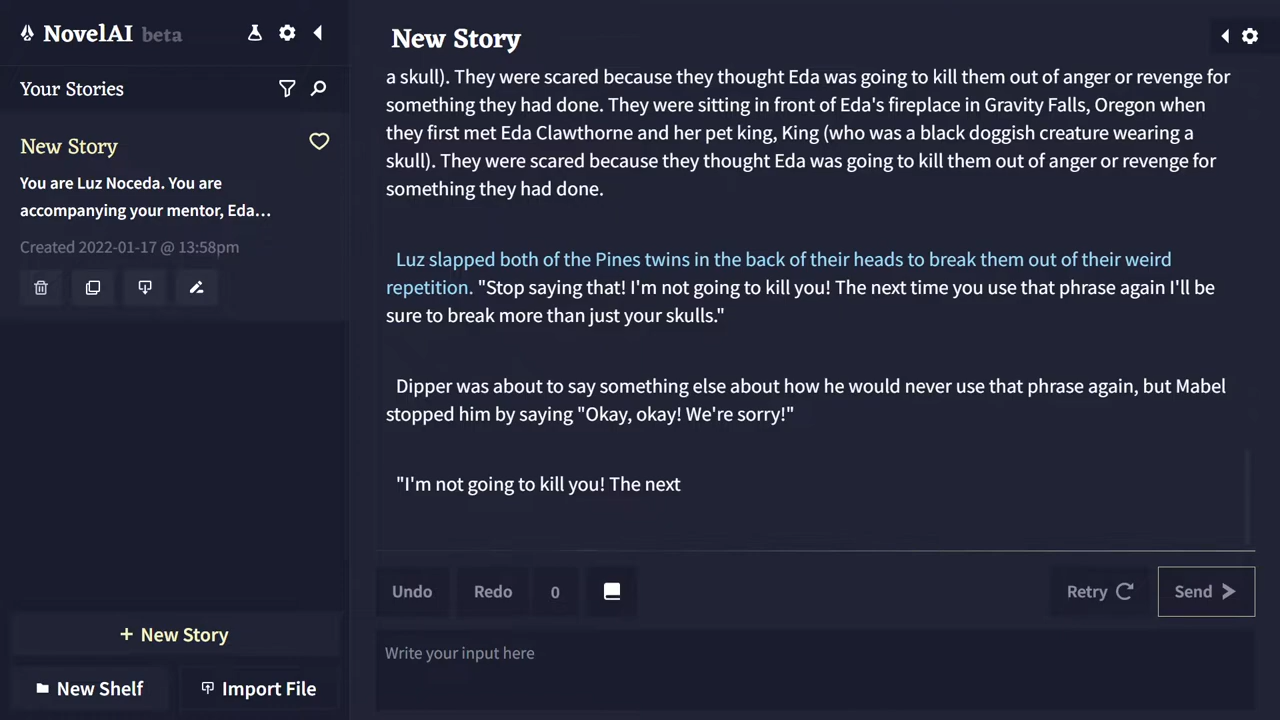 NovelAI beta
New Story
Your Stories
New Story
You are Luz Noceda. You are
accompanying your mentor, Eda...
Created 2022-01-17 @ 13:58pm
+ New Story
New Shelf
Import File
a skull). They were scared because they thought Eda was going to kill them out of anger or revenge for
something they had done. They were sitting in front of Eda's fireplace in Gravity Falls, Oregon when
they first met Eda Clawthorne and her pet king, King (who was a black doggish creature wearing a
skull). They were scared because they thought Eda was going to kill them out of anger or revenge for
something they had done.
Luz slapped both of the Pines twins in the back of their heads to break them out of their weird
repetition. "Stop saying that! I'm not going to kill you! The next time you use that phrase again I'll be
sure to break more than just your skulls."
Dipper was about to say something else about how he would never use that phrase again, but Mabel
stopped him by saying "Okay, okay! We're sorry!"
"I'm not going to kill you! The next
Undo
Redo
0
Retry
Send
Write your input here